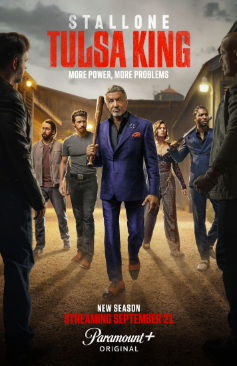 STALLONE
TULSA KING
MORE POWER, MORE PROBLEMS
NEW SEASON
STREAMING SEPTEMBER 21
Paramount+
ORIGINAL